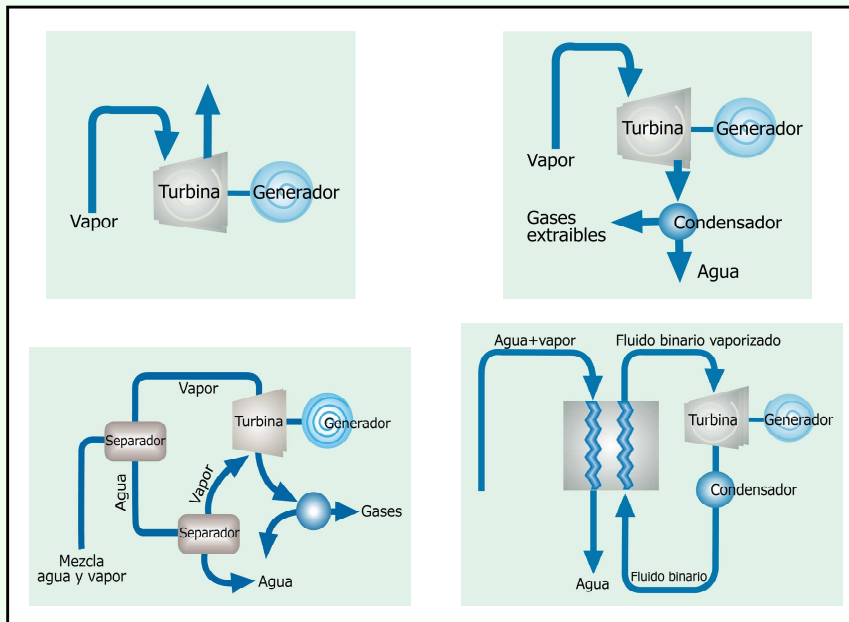 Vapor
Turbina
Generador
Vapor
Turbina
Generador
Gases
extraibles
Condensador
Agua
Vapor
Separador
Turbina
Generador
Agua
Vapor
Separador
Gases
Mezcla
agua y vapor
Agua
Agua+vapor
Fluido binario vaporizado
Turbina
Generador
Condensador
Agua
Fluido binario